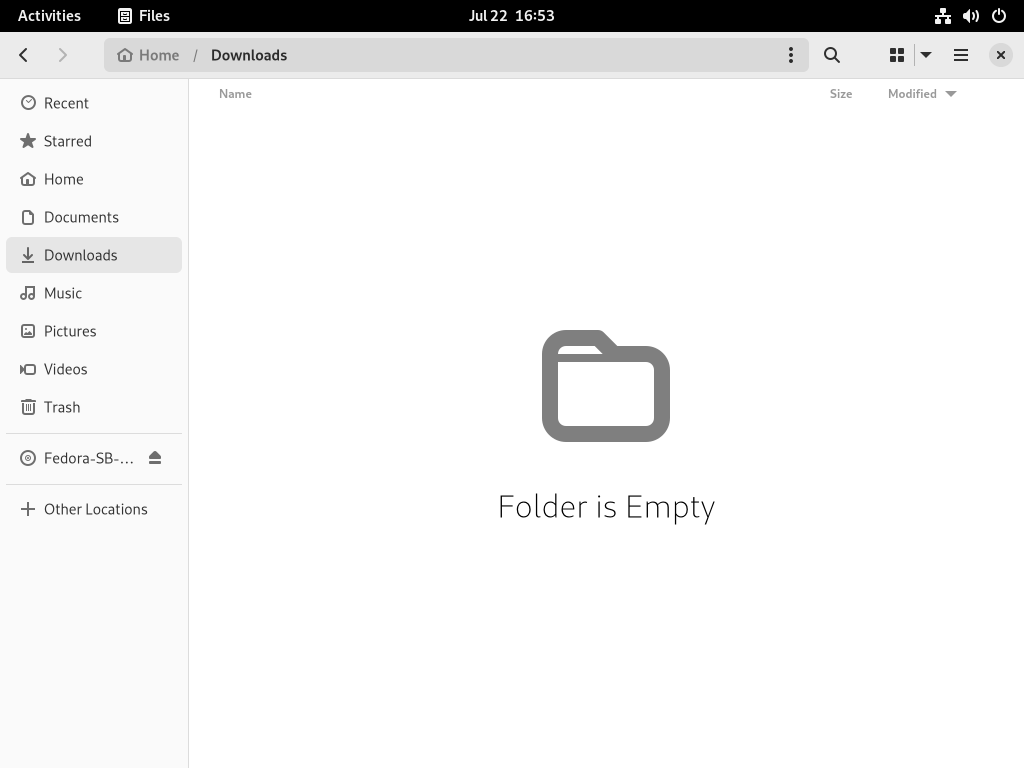 Activities Files Jul 22 16:53
Home / Downloads
Name Size Modified
Recent
Starred
Home
Documents
Downloads
Music
Pictures
Videos
Trash
Fedora-SB-...
Other Locations
Folder is Empty